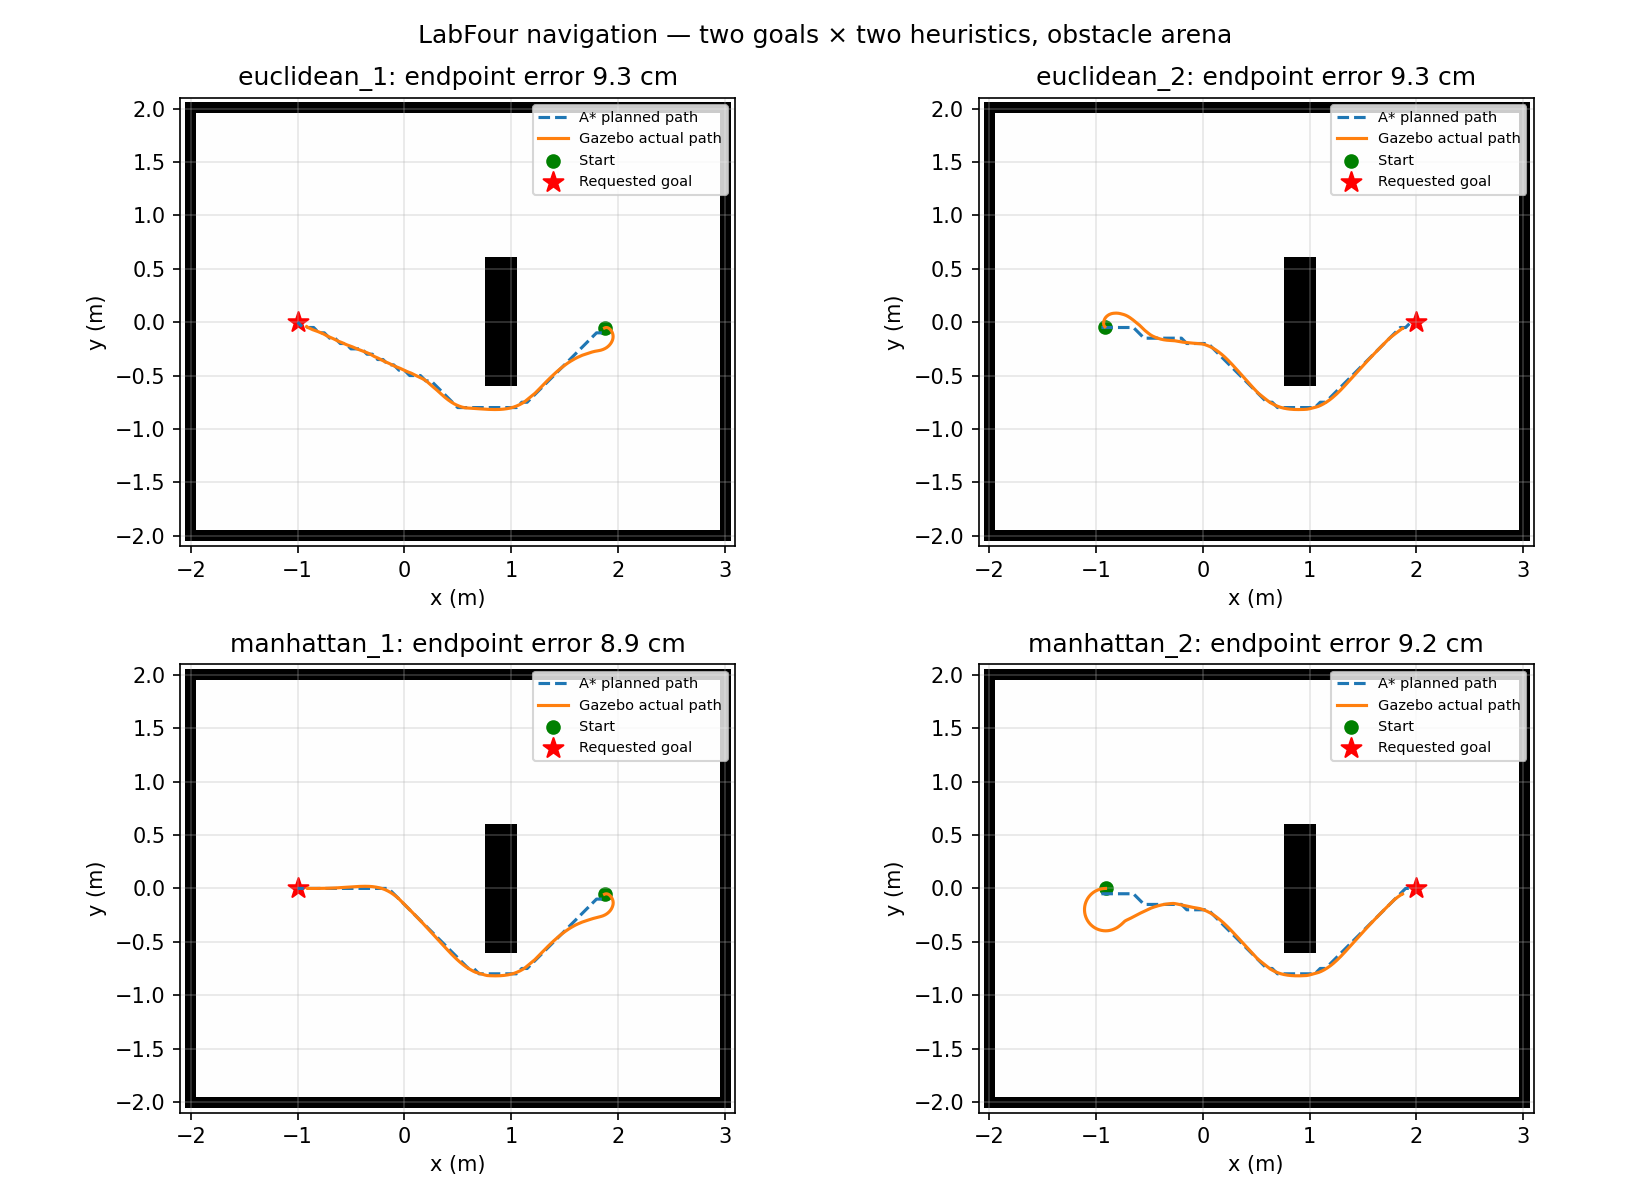 LabFour navigation — two goals × two heuristics, obstacle arena
euclidean_1: endpoint error 9.3 cm
A* planned path
Gazebo actual path
Start
Requested goal
2.0
1.5
1.0
0.5
0.0
−0.5
−1.0
−1.5
−2.0
y (m)
−2 −1 0 1 2 3
x (m)
euclidean_2: endpoint error 9.3 cm
A* planned path
Gazebo actual path
Start
Requested goal
2.0
1.5
1.0
0.5
0.0
−0.5
−1.0
−1.5
−2.0
y (m)
−2 −1 0 1 2 3
x (m)
manhattan_1: endpoint error 8.9 cm
A* planned path
Gazebo actual path
Start
Requested goal
2.0
1.5
1.0
0.5
0.0
−0.5
−1.0
−1.5
−2.0
y (m)
−2 −1 0 1 2 3
x (m)
manhattan_2: endpoint error 9.2 cm
A* planned path
Gazebo actual path
Start
Requested goal
2.0
1.5
1.0
0.5
0.0
−0.5
−1.0
−1.5
−2.0
y (m)
−2 −1 0 1 2 3
x (m)